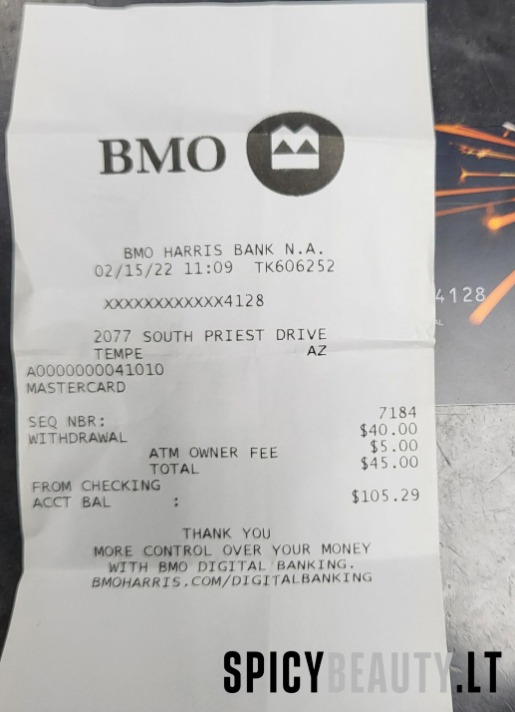 BMO
BMO HARRIS BANK N.A.
02/15/22 11:09 TK606252
XXXXXXXXXXXX4128
4128
2077 SOUTH PRIEST DRIVE
TEMPE AZ
A0000000041010
MASTERCARD
SEQ NBR: 7184
WITHDRAWAL $40.00
ATM OWNER FEE $5.00
TOTAL $45.00
FROM CHECKING
ACCT BAL : $105.29
THANK YOU
MORE CONTROL OVER YOUR MONEY
WITH BMO DIGITAL BANKING.
BMOHARRIS.COM/DIGITALBANKING
SPICYBEAUTY.LT